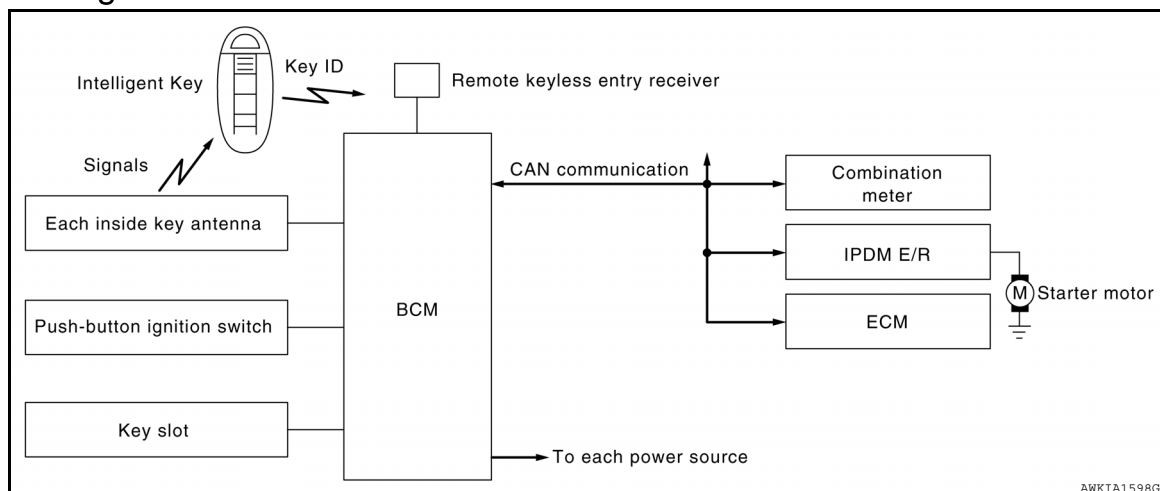 Intelligent Key
Key ID
Remote keyless entry receiver
Signals
CAN communication
Each inside key antenna
Push-button ignition switch
Key slot
BCM
Combination
meter
IPDM E/R
M
Starter motor
ECM
To each power source
AWKIA1598G